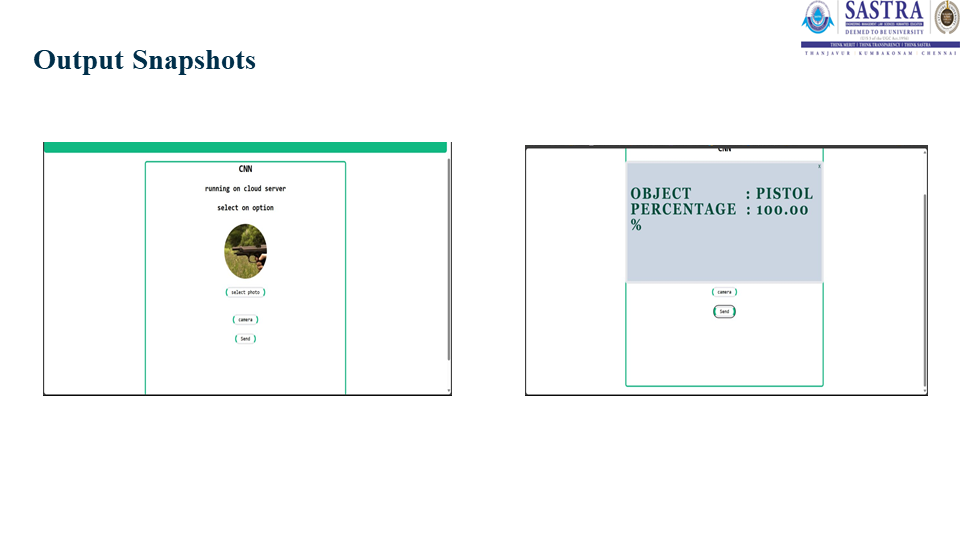 SASTRA
ENGINEERING · MANAGEMENT · LAW · SCIENCES · HUMANITIES · EDUCATION
DEEMED TO BE UNIVERSITY
(U/S 3 of the UGC Act, 1956)
THINK MERIT | THINK TRANSPARENCY | THINK SASTRA
THANJAVUR KUMBAKONAM CHENNAI
Output Snapshots
CNN
running on cloud server
select on option
select photo
camera
Send
CNN
x
OBJECT : PISTOL
PERCENTAGE : 100.00
%
camera
Send